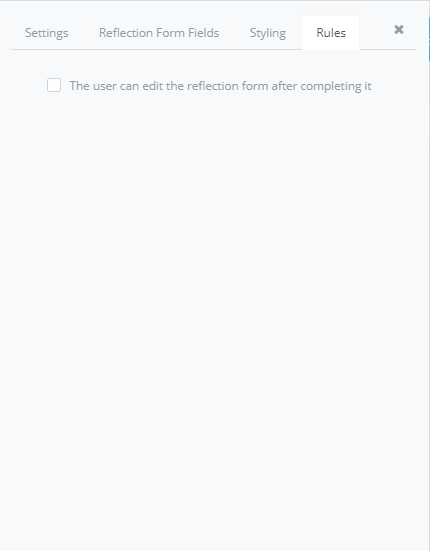 Settings Reflection Form Fields Styling Rules
The user can edit the reflection form after completing it